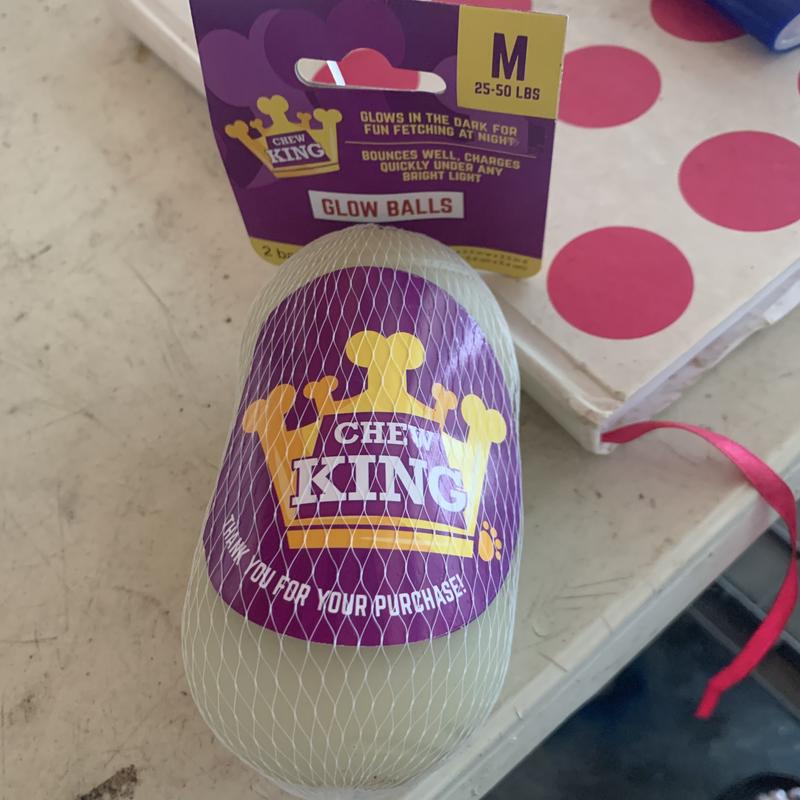 M
25-50 LBS
CHEW
KING
GLOWS IN THE DARK FOR
FUN FETCHING AT NIGHT
BOUNCES WELL, CHARGES
QUICKLY UNDER ANY
BRIGHT LIGHT
GLOW BALLS
2
CHEW
KING
THANK YOU FOR YOUR PURCHASE!